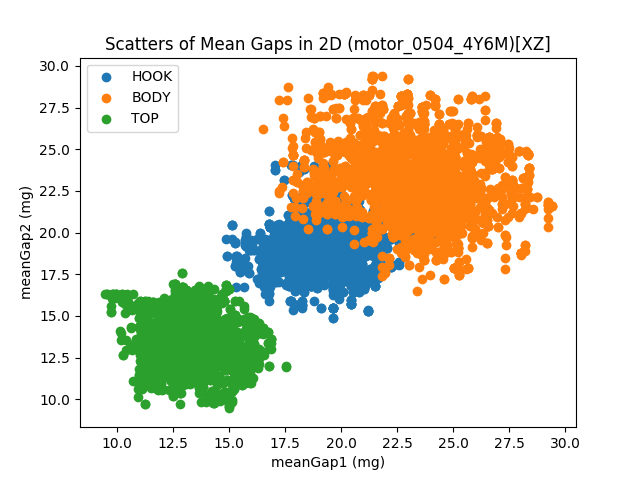 Scatters of Mean Gaps in 2D (motor_0504_4Y6M)[XZ]
HOOK
BODY
TOP
30.0
27.5
25.0
22.5
20.0
17.5
15.0
12.5
10.0
meanGap2 (mg)
10.0 12.5 15.0 17.5 20.0 22.5 25.0 27.5 30.0
meanGap1 (mg)